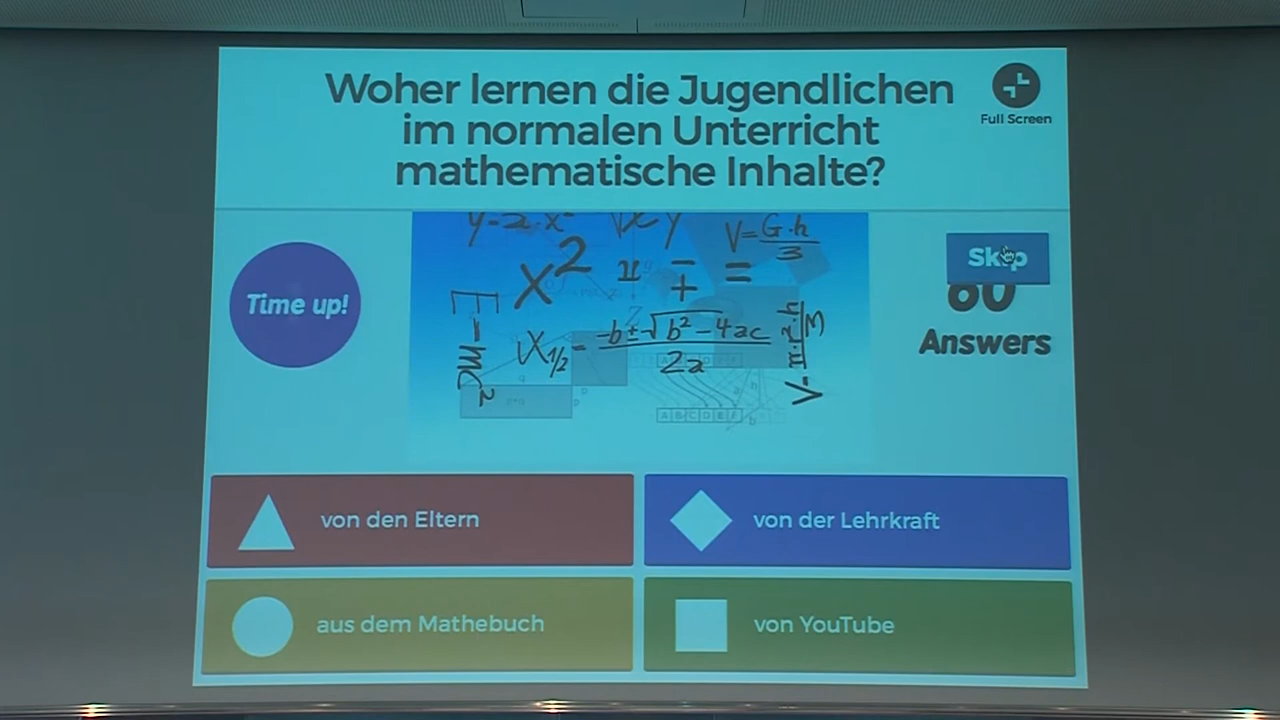 Woher lernen die Jugendlichen
im normalen Unterricht
mathematische Inhalte?
Full Screen
Time up!
V=G·h/3
x² π ∓ =
x1/2=-b±√b²-4ac/2a
Skip
60
Answers
von den Eltern
von der Lehrkraft
aus dem Mathebuch
von YouTube